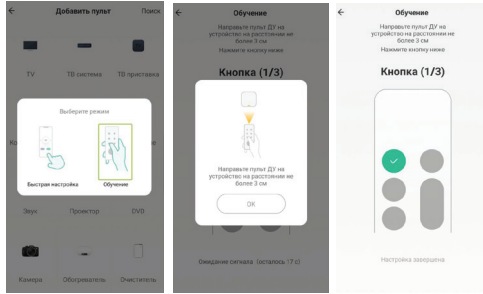 Добавить пульт
Поиск
TV
ТВ система
ТВ приставка
Выберите режим
Быстрая настройка
Обучение
Звук
Проектор
DVD
Камера
Обогреватель
Очиститель
Обучение
Направьте пульт ДУ на
устройство на расстоянии не
более 3 см
Нажмите кнопку ниже
Кнопка (1/3)
Направьте пульт ДУ на
устройство на расстоянии не
более 3 см
OK
Ожидание сигнала (осталось 17 с)
Обучение
Направьте пульт ДУ на
устройство на расстоянии не
более 3 см
Нажмите кнопку ниже
Кнопка (1/3)
Настройка завершена